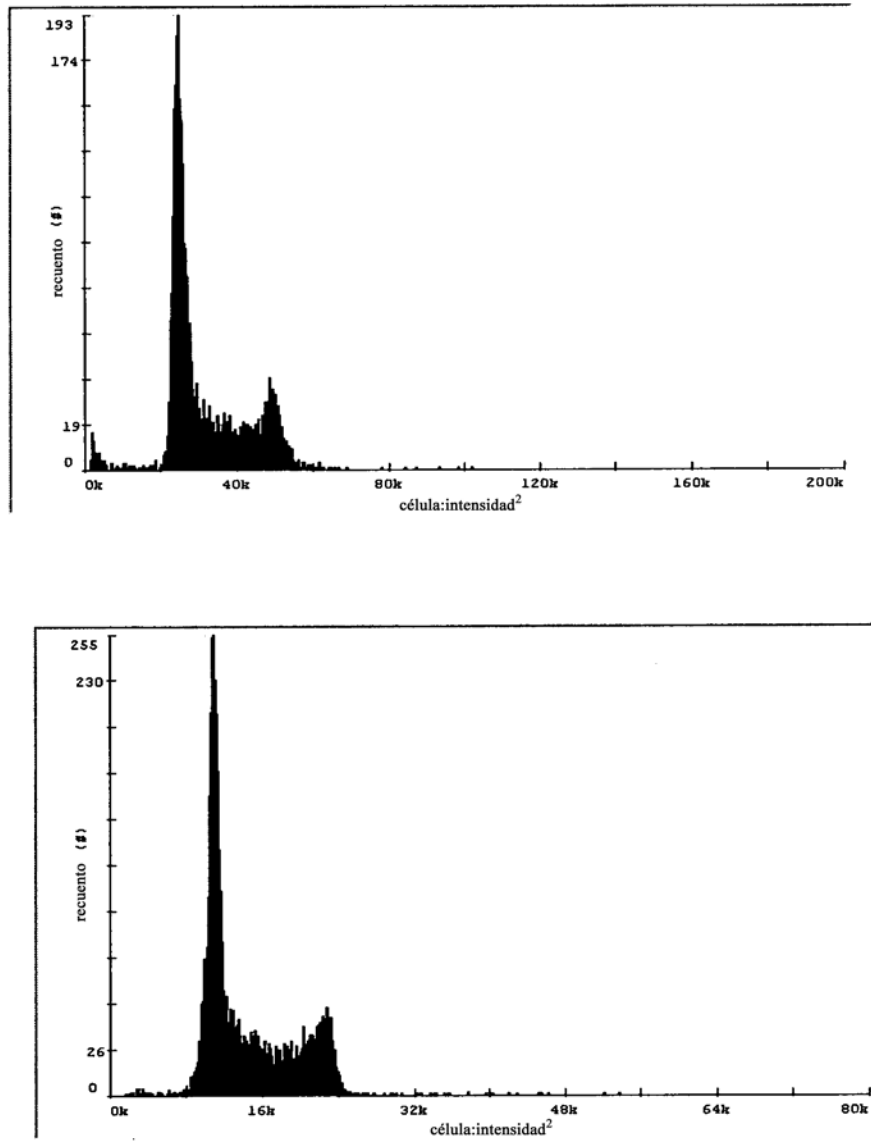 193
174
recuento (#)
19
0
0k 40k 80k 120k 160k 200k
célula:intensidad²
255
230
recuento (#)
26
0
0k 16k 32k 48k 64k 80k
célula:intensidad²